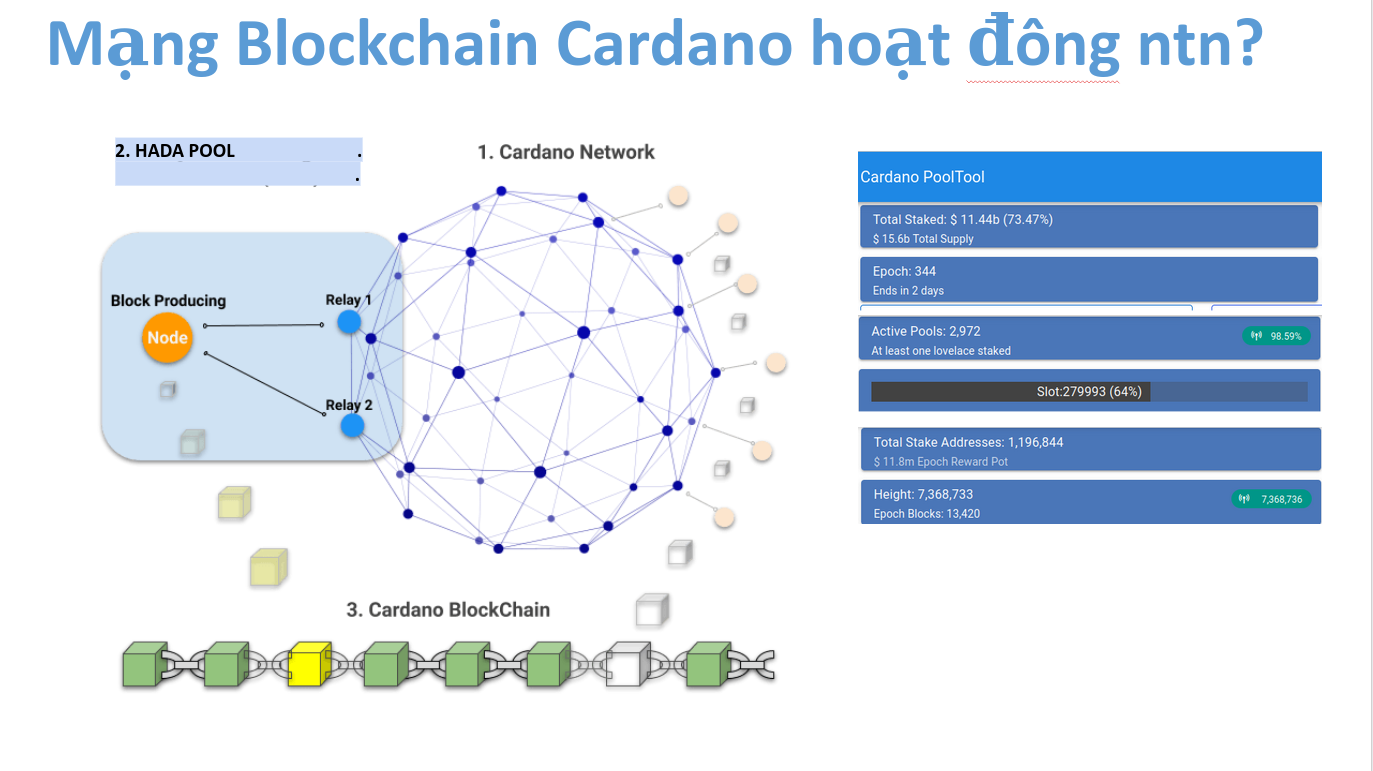 Mạng Blockchain Cardano hoạt đông ntn?
2. HADA POOL .
.
1. Cardano Network
Block Producing
Node
Relay 1
Relay 2
3. Cardano BlockChain
Cardano PoolTool
Total Staked: $ 11.44b (73.47%)
$ 15.6b Total Supply
Epoch: 344
Ends in 2 days
Active Pools: 2,972
98.59%
At least one lovelace staked
Slot:279993 (64%)
Total Stake Addresses: 1,196,844
$ 11.8m Epoch Reward Pot
Height: 7,368,733
7,368,736
Epoch Blocks: 13,420